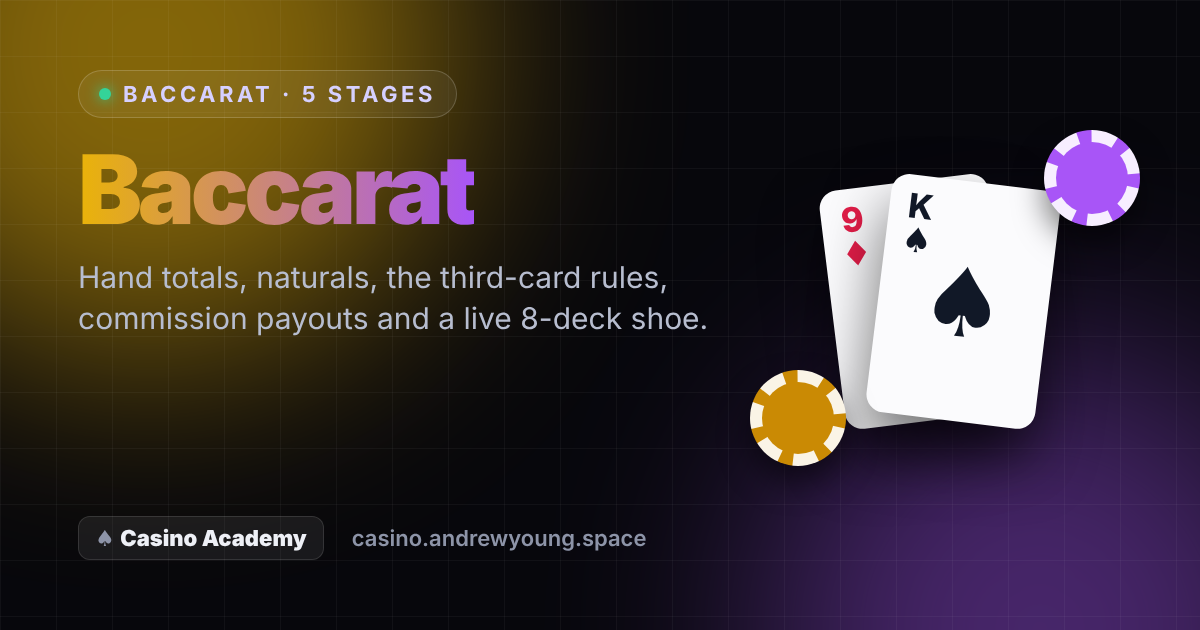 BACCARAT · 5 STAGES
Baccarat
Hand totals, naturals, the third-card rules,
commission payouts and a live 8-deck shoe.
9
K
♠ Casino Academy
casino.andrewyoung.space